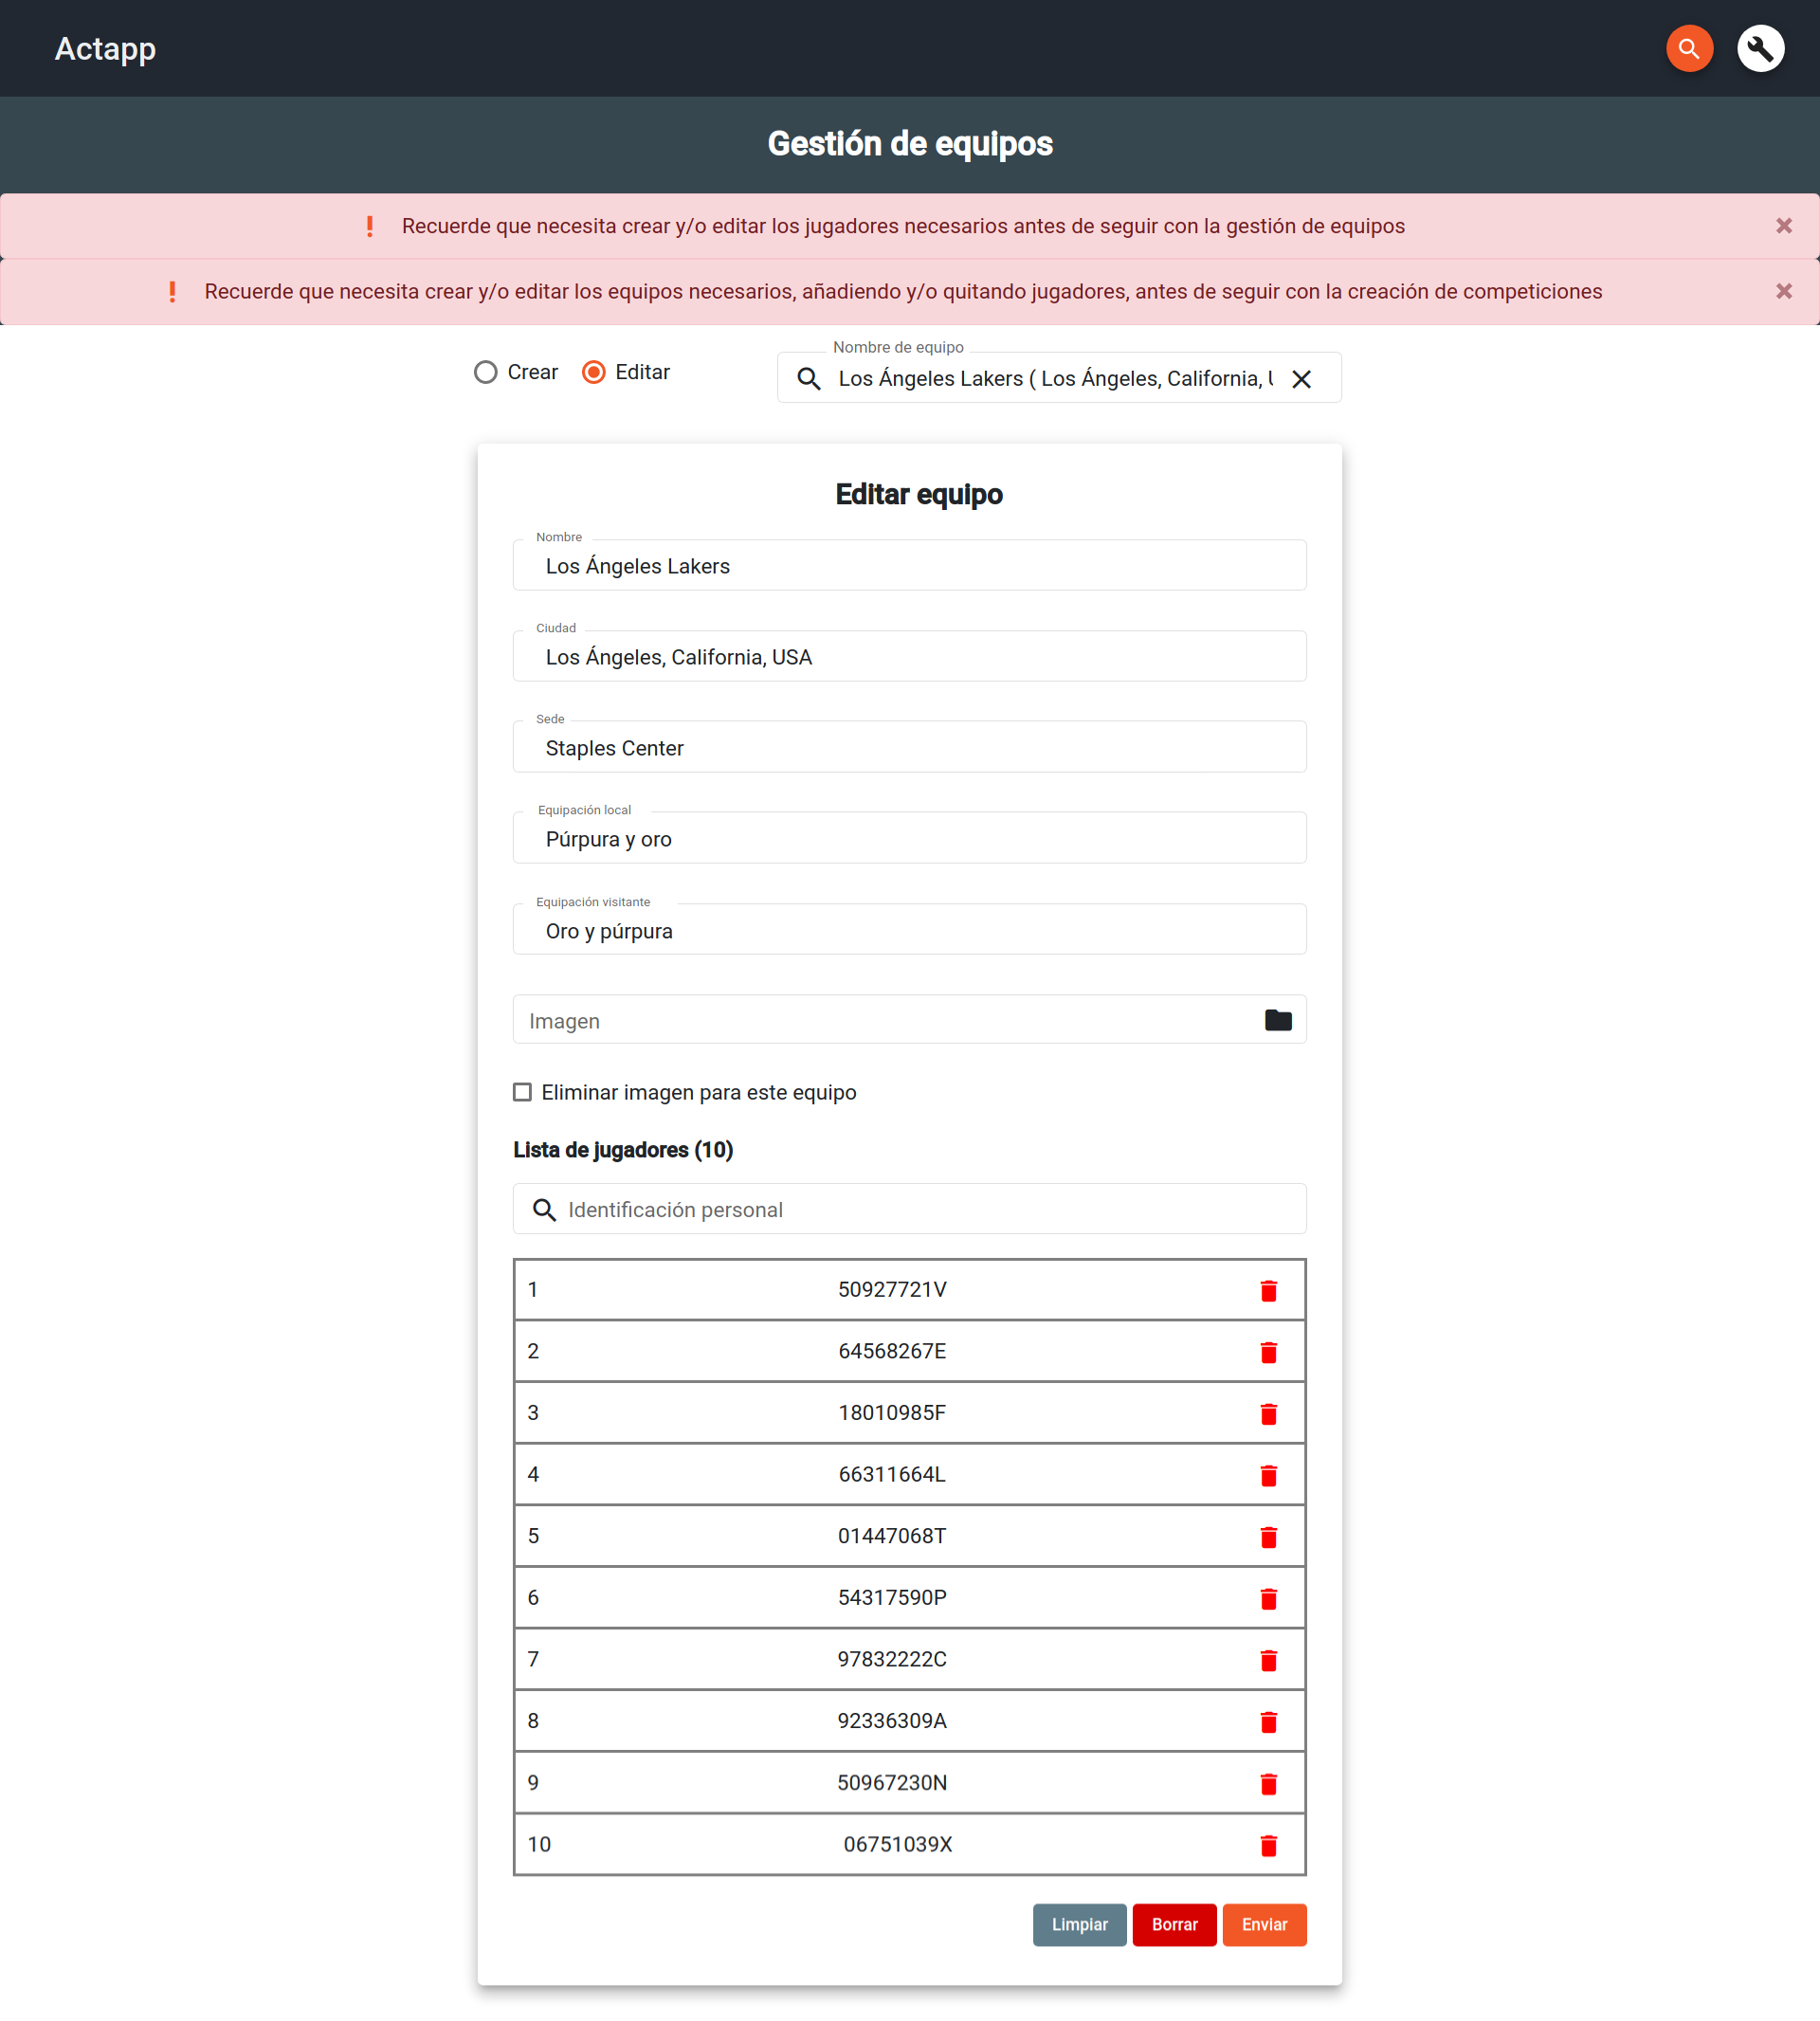 Actapp
Gestión de equipos
Recuerde que necesita crear y/o editar los jugadores necesarios antes de seguir con la gestión de equipos
Recuerde que necesita crear y/o editar los equipos necesarios, añadiendo y/o quitando jugadores, antes de seguir con la creación de competiciones
Crear
Editar
Nombre de equipo
Los Ángeles Lakers ( Los Ángeles, California,
Editar equipo
Nombre
Los Ángeles Lakers
Ciudad
Los Ángeles, California, USA
Sede
Staples Center
Equipación local
Púrpura y oro
Equipación visitante
Oro y púrpura
Imagen
Eliminar imagen para este equipo
Lista de jugadores (10)
Identificación personal
1 50927721V
2 64568267E
3 18010985F
4 66311664L
5 01447068T
6 54317590P
7 97832222C
8 92336309A
9 50967230N
10 06751039X
Limpiar Borrar Enviar